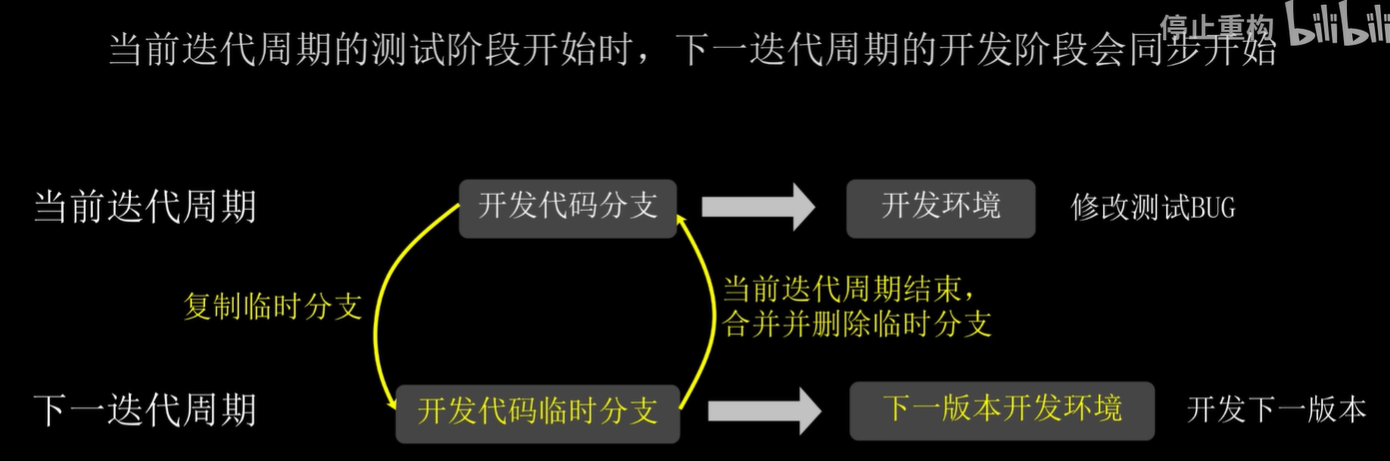 停止重构 bilibili
当前迭代周期的测试阶段开始时，下一迭代周期的开发阶段会同步开始
当前迭代周期
开发代码分支
开发环境
修改测试BUG
复制临时分支
当前迭代周期结束，
合并并删除临时分支
下一迭代周期
开发代码临时分支
下一版本开发环境
开发下一版本